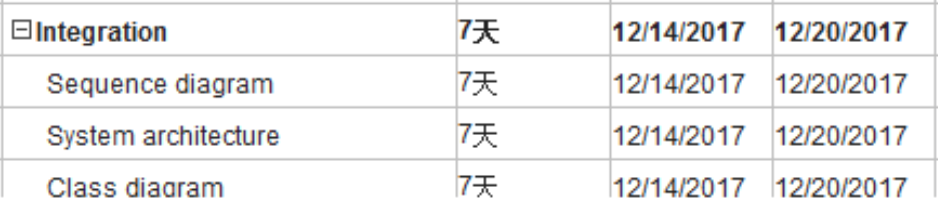 Integration 7天 12/14/2017 12/20/2017
Sequence diagram 7天 12/14/2017 12/20/2017
System architecture 7天 12/14/2017 12/20/2017
Class diagram 7天 12/14/2017 12/20/2017